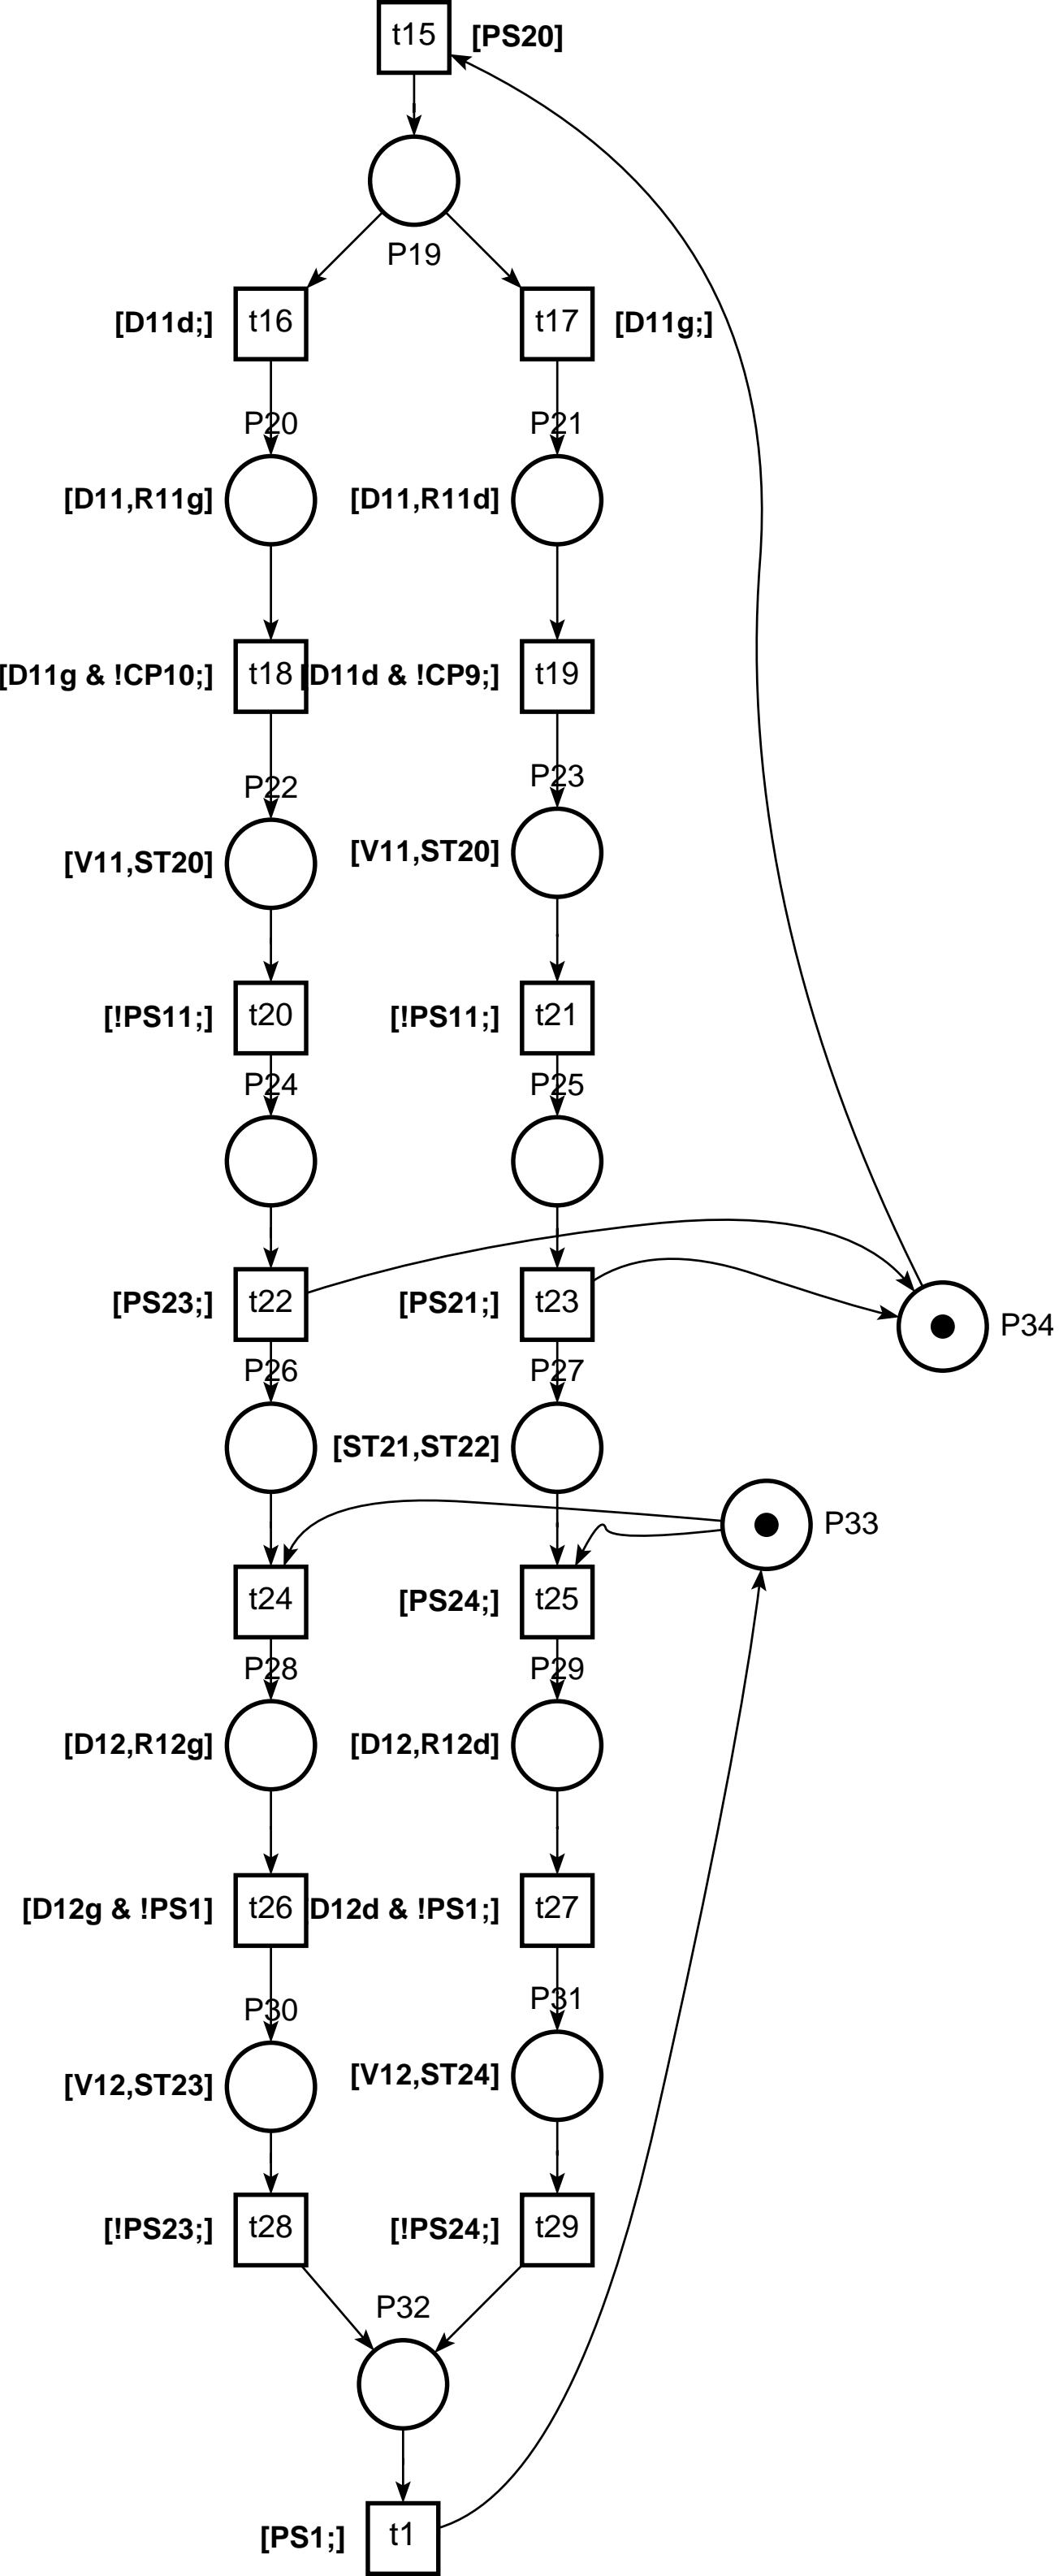 t15 [PS20]
P19
[D11d;] t16 t17 [D11g;]
P20 P21
[D11,R11g] [D11,R11d]
[D11g & !CP10;] t18 [D11d & !CP9;] t19
P22 P23
[V11,ST20] [V11,ST20]
[!PS11;] t20 [!PS11;] t21
P24 P25
[PS23;] t22 [PS21;] t23 P34
P26 P27
[ST21,ST22]
P33
t24 [PS24;] t25
P28 P29
[D12,R12g] [D12,R12d]
[D12g & !PS1] t26 D12d & !PS1;] t27
P30 P31
[V12,ST23] [V12,ST24]
[!PS23;] t28 [!PS24;] t29
P32
[PS1;] t1